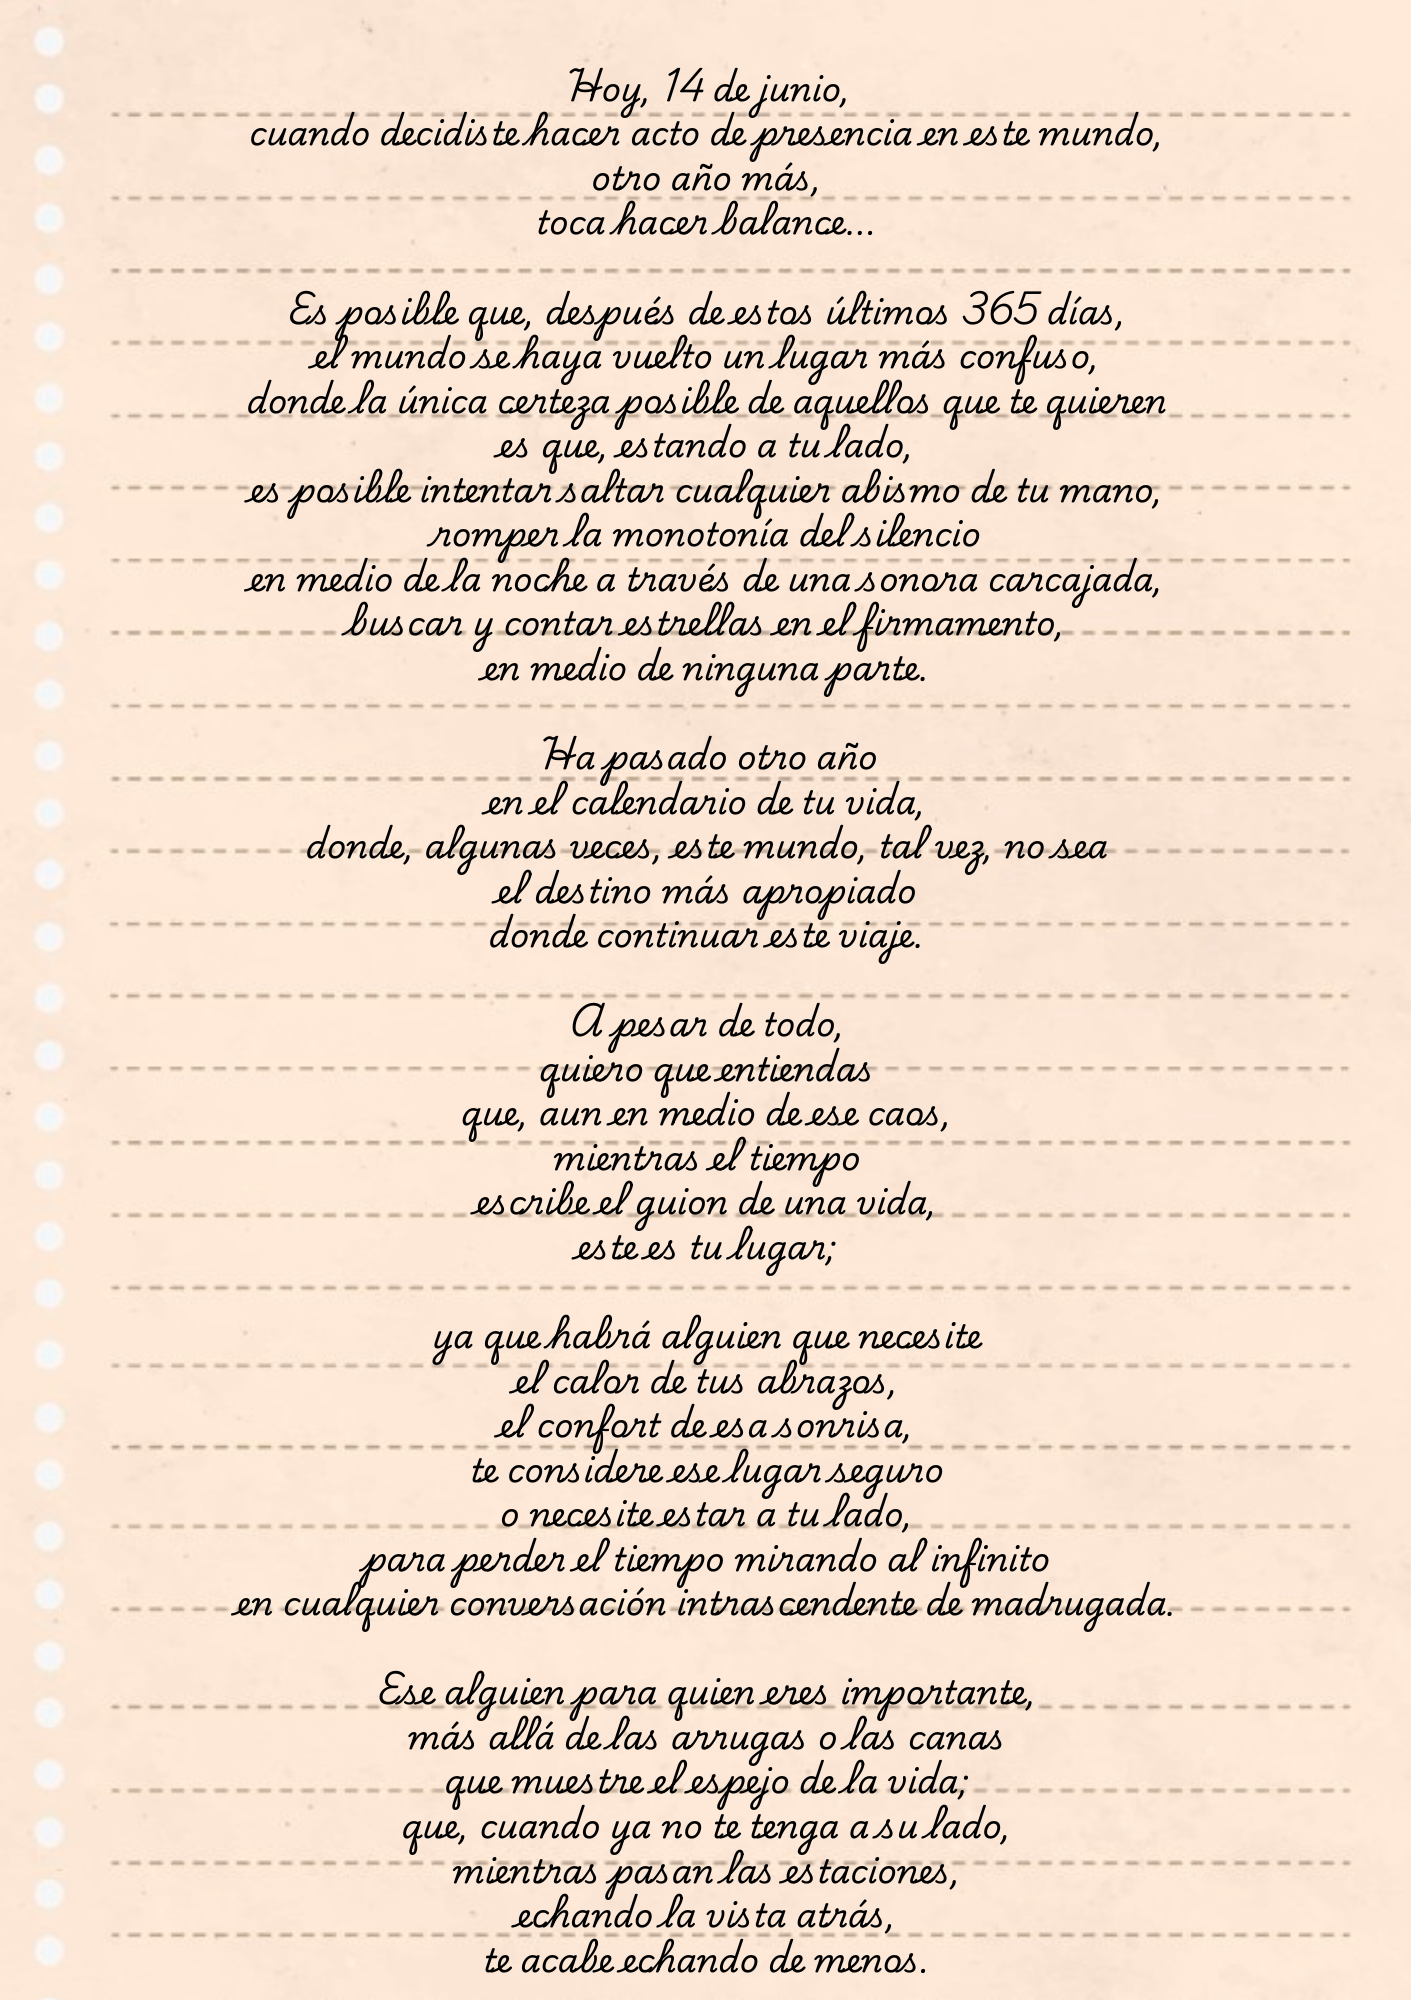 Hoy, 14 de junio,
cuando decidiste hacer acto de presencia en este mundo,
otro año más,
toca hacer balance...
Es posible que, después de estos últimos 365 días,
el mundo se haya vuelto un lugar más confuso,
donde la única certeza posible de aquellos que te quieren
es que, estando a tu lado,
es posible intentar saltar cualquier abismo de tu mano,
romper la monotonía del silencio
en medio de la noche a través de una sonora carcajada,
buscar y contar estrellas en el firmamento,
en medio de ninguna parte.
Ha pasado otro año
en el calendario de tu vida,
donde, algunas veces, este mundo, tal vez, no sea
el destino más apropiado
donde continuar este viaje.
A pesar de todo,
quiero que entiendas
que, aun en medio de ese caos,
mientras el tiempo
escribe el guion de una vida,
este es tu lugar;
ya que habrá alguien que necesite
el calor de tus abrazos,
el confort de esa sonrisa,
te considere ese lugar seguro
o necesite estar a tu lado,
para perder el tiempo mirando al infinito
en cualquier conversación intrascendente de madrugada.
Ese alguien para quien eres importante,
más allá de las arrugas o las canas
que muestre el espejo de la vida;
que, cuando ya no te tenga a su lado,
mientras pasan las estaciones,
echando la vista atrás,
te acabe echando de menos.